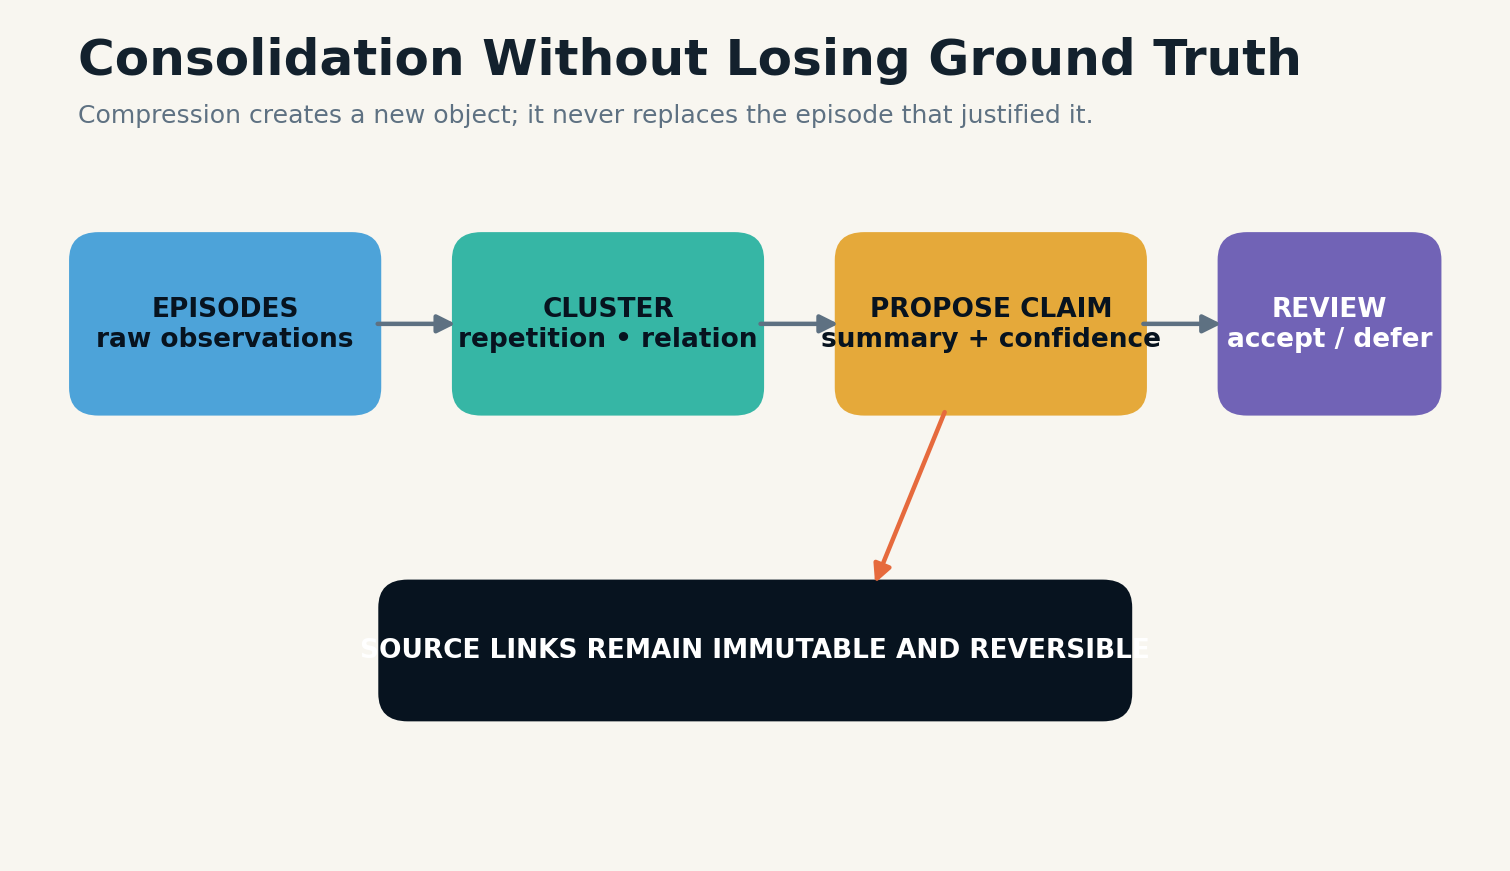 Consolidation Without Losing Ground Truth
Compression creates a new object; it never replaces the episode that justified it.
EPISODES
raw observations
CLUSTER
repetition • relation
PROPOSE CLAIM
summary + confidence
REVIEW
accept / defer
SOURCE LINKS REMAIN IMMUTABLE AND REVERSIBLE